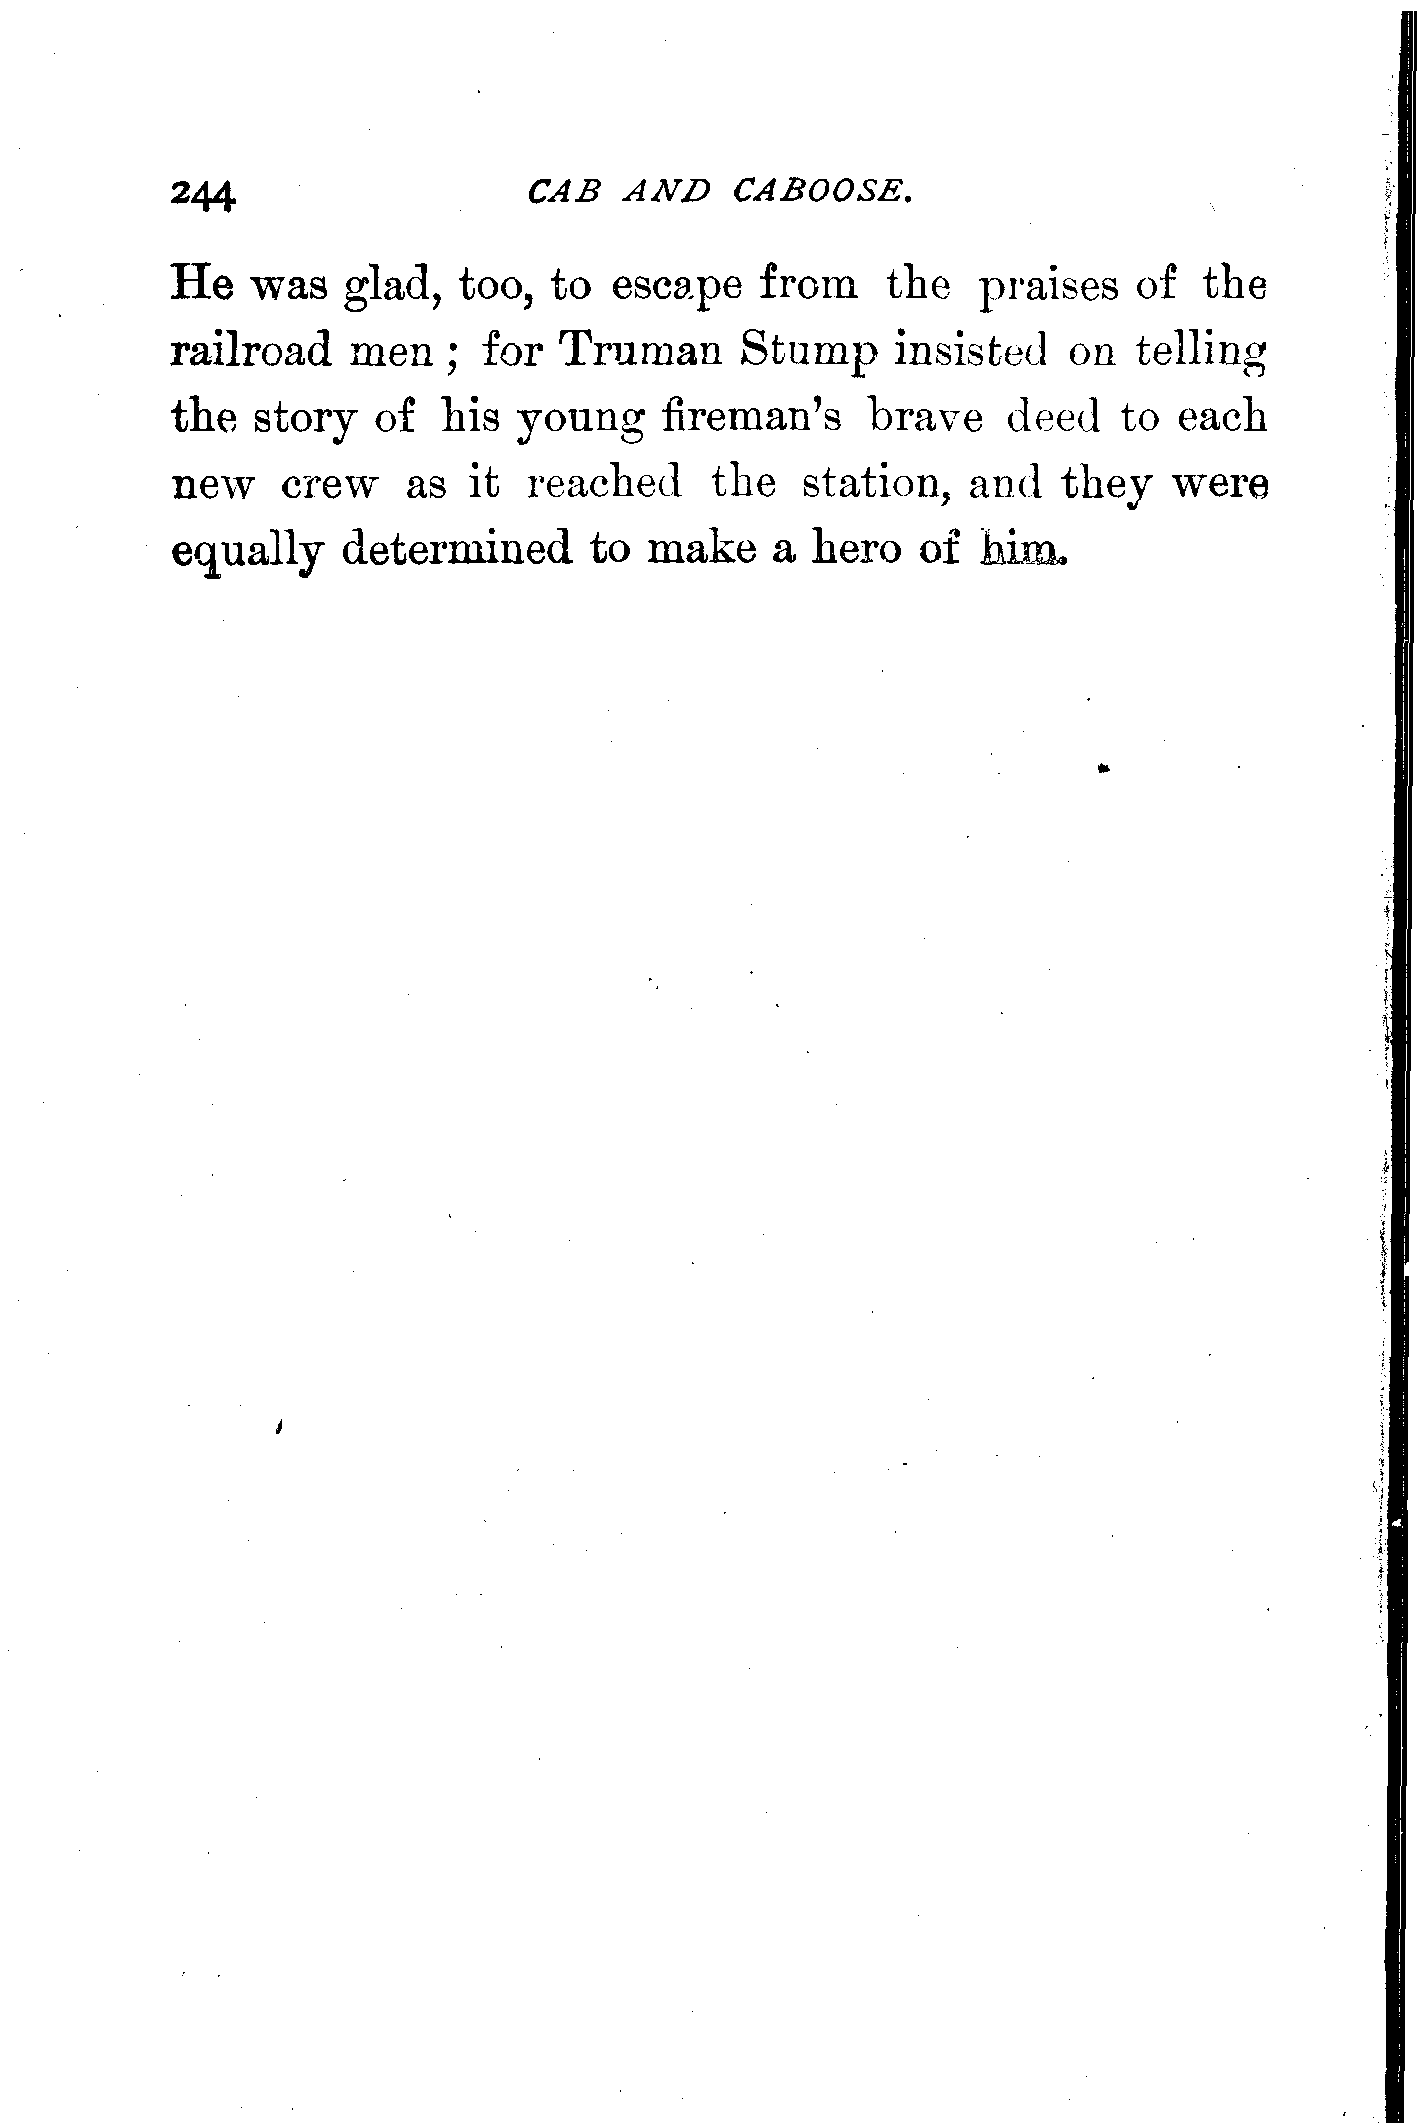 244 CAB AND CABOOSE.
He was glad, too, to escape from the praises of the
railroad men ; for Truman Stump insisted on telling
the story of his young fireman's brave deed to each
new crew as it reached the station, and they were
equally determined to make a hero of him.